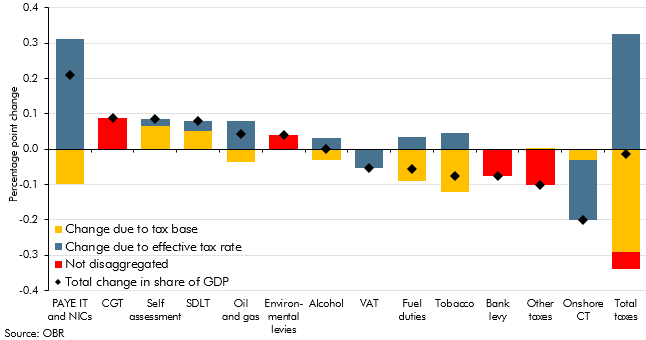 0.4
0.3
0.2
0.1
0.0
-0.1
-0.2
-0.3
-0.4
Percentage point change
Change due to tax base
Change due to effective tax rate
Not disaggregated
Total change in share of GDP
PAYE IT
and NICs
CGT
Self
assessment
SDLT
Oil
and gas
Environ-
mental
levies
Alcohol
VAT
Fuel
duties
Tobacco
Bank
levy
Other
taxes
Onshore
CT
Total
taxes
Source: OBR